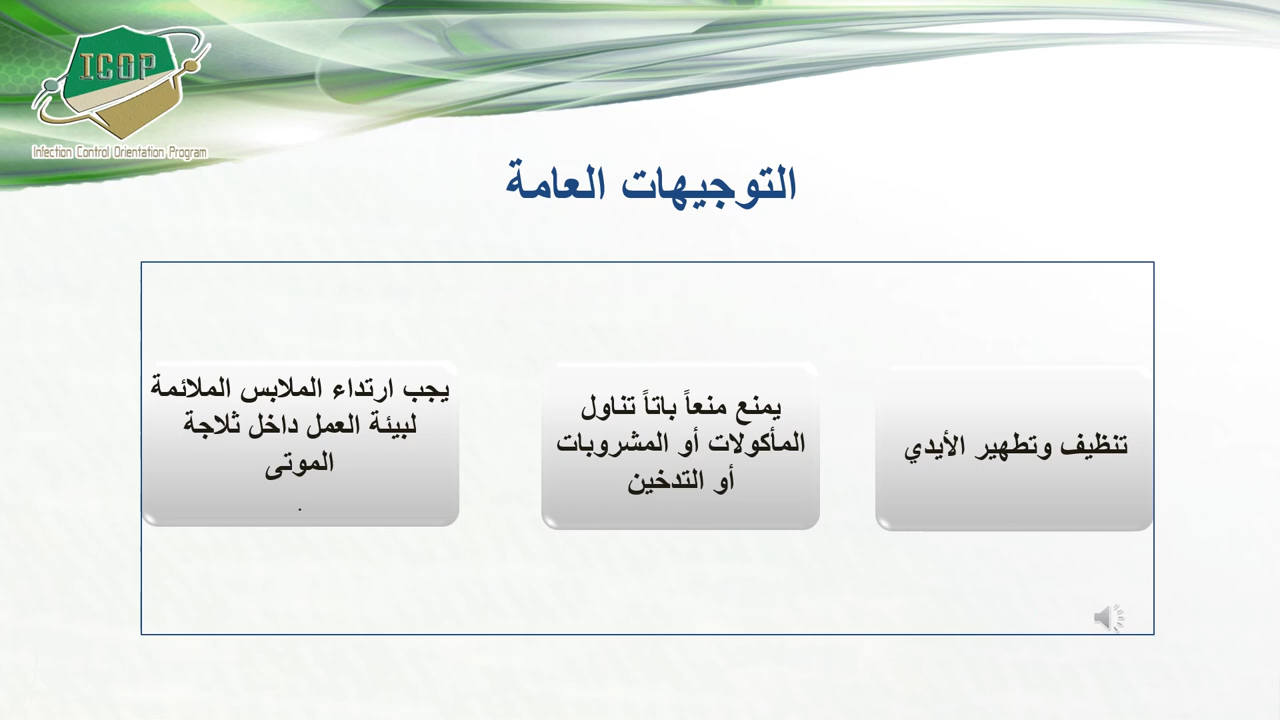 ICOP
Infection Control Orientation Program
التوجيهات العامة
تنظيف وتطهير الأيدي
يمنع منعاً باتاً تناول
المأكولات أو المشروبات
أو التدخين
يجب ارتداء الملابس الملائمة
لبيئة العمل داخل ثلاجة
الموتى
.